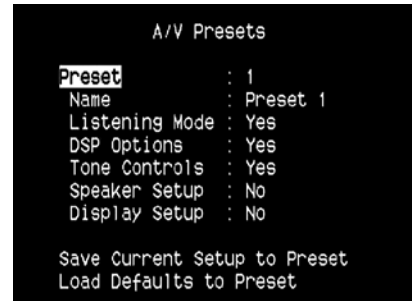 A/V Presets
Preset : 1
Name : Preset 1
Listening Mode : Yes
DSP Options : Yes
Tone Controls : Yes
Speaker Setup : No
Display Setup : No
Save Current Setup to Preset
Load Defaults to Preset